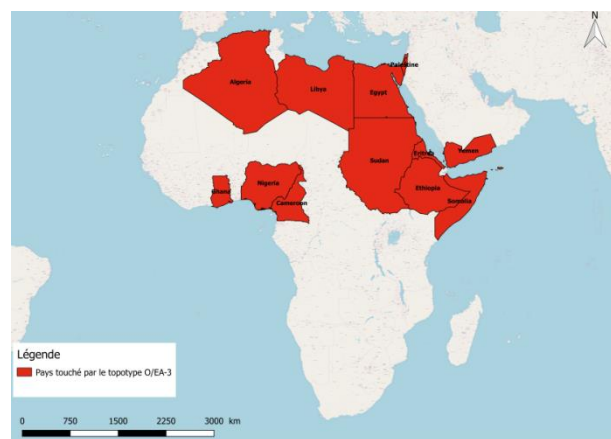 N
Palestine
Algeria
Libya
Egypt
Yemen
Eritrea
Sudan
Nigeria
Ghana
Ethiopia
Cameroun
Somalia
Légende
Pays touché par le topotype O/EA-3
0 750 1500 2250 3000 km